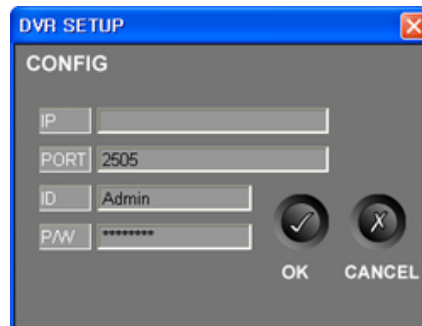 DVR SETUP
CONFIG
IP
PORT 2505
ID Admin
P/W ********
OK CANCEL